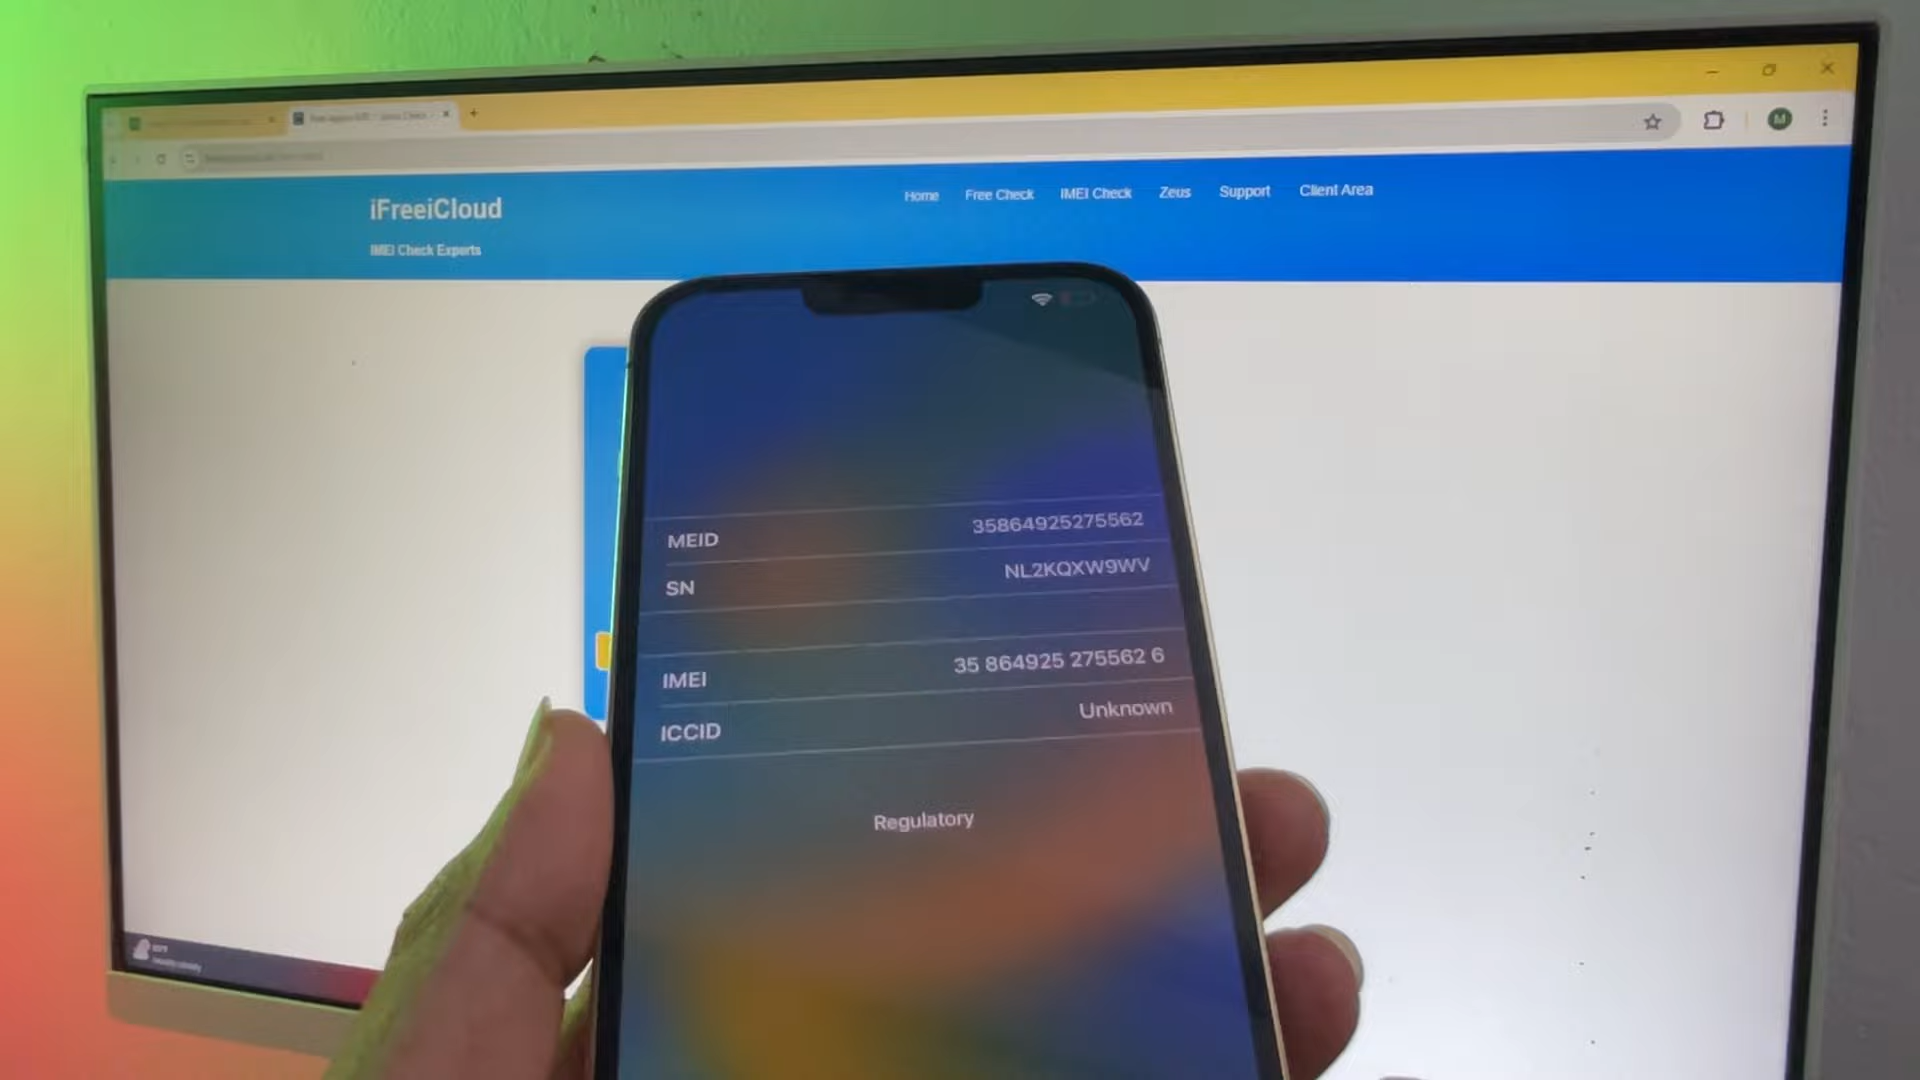 iFreeiCloud
IMEI Check Experts
Home Free Check IMEI Check Zeus Support Client Area
M
MEID 35864925275562
SN NL2KQXW9WV
IMEI 35 864925 275562 6
ICCID Unknown
Regulatory